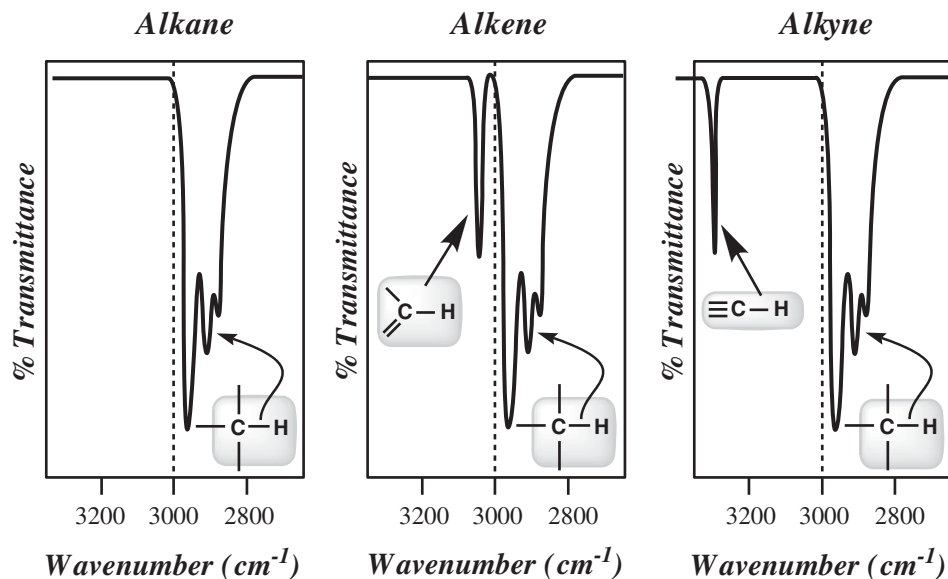 Alkane
Alkene
Alkyne
% Transmittance
C
H
3200
3000
2800
Wavenumber (cm-1)
% Transmittance
C
H
C
H
3200
3000
2800
Wavenumber (cm-1)
% Transmittance
C
H
C
H
3200
3000
2800
Wavenumber (cm-1)